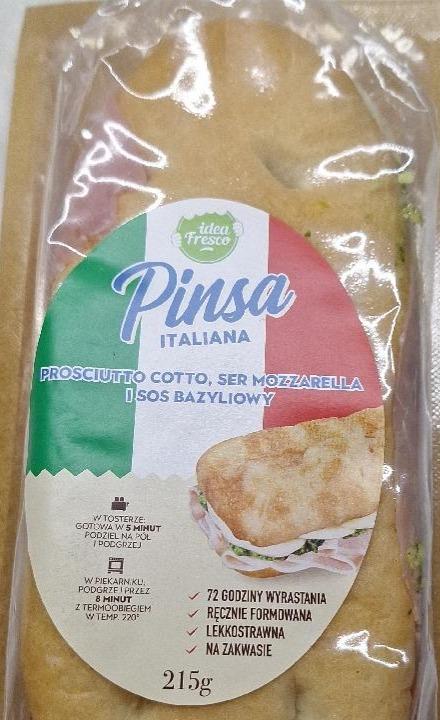 idea
Fresco
Pinsa
ITALIANA
PROSCIUTTO COTTO, SER MOZZARELLA
I SOS BAZYLIOWY
W TOSTERZE:
GOTOWA W 5 MINUT
PODZIEL NA PÓŁ
I PODGRZEJ
W PIEKARNIKU:
PODGRZEJ PRZEZ
8 MINUT
Z TERMOOBIEGIEM
W TEMP. 220°
✓ 72 GODZINY WYRASTANIA
✓ RĘCZNIE FORMOWANA
✓ LEKKOSTRAWNA
✓ NA ZAKWASIE
215g